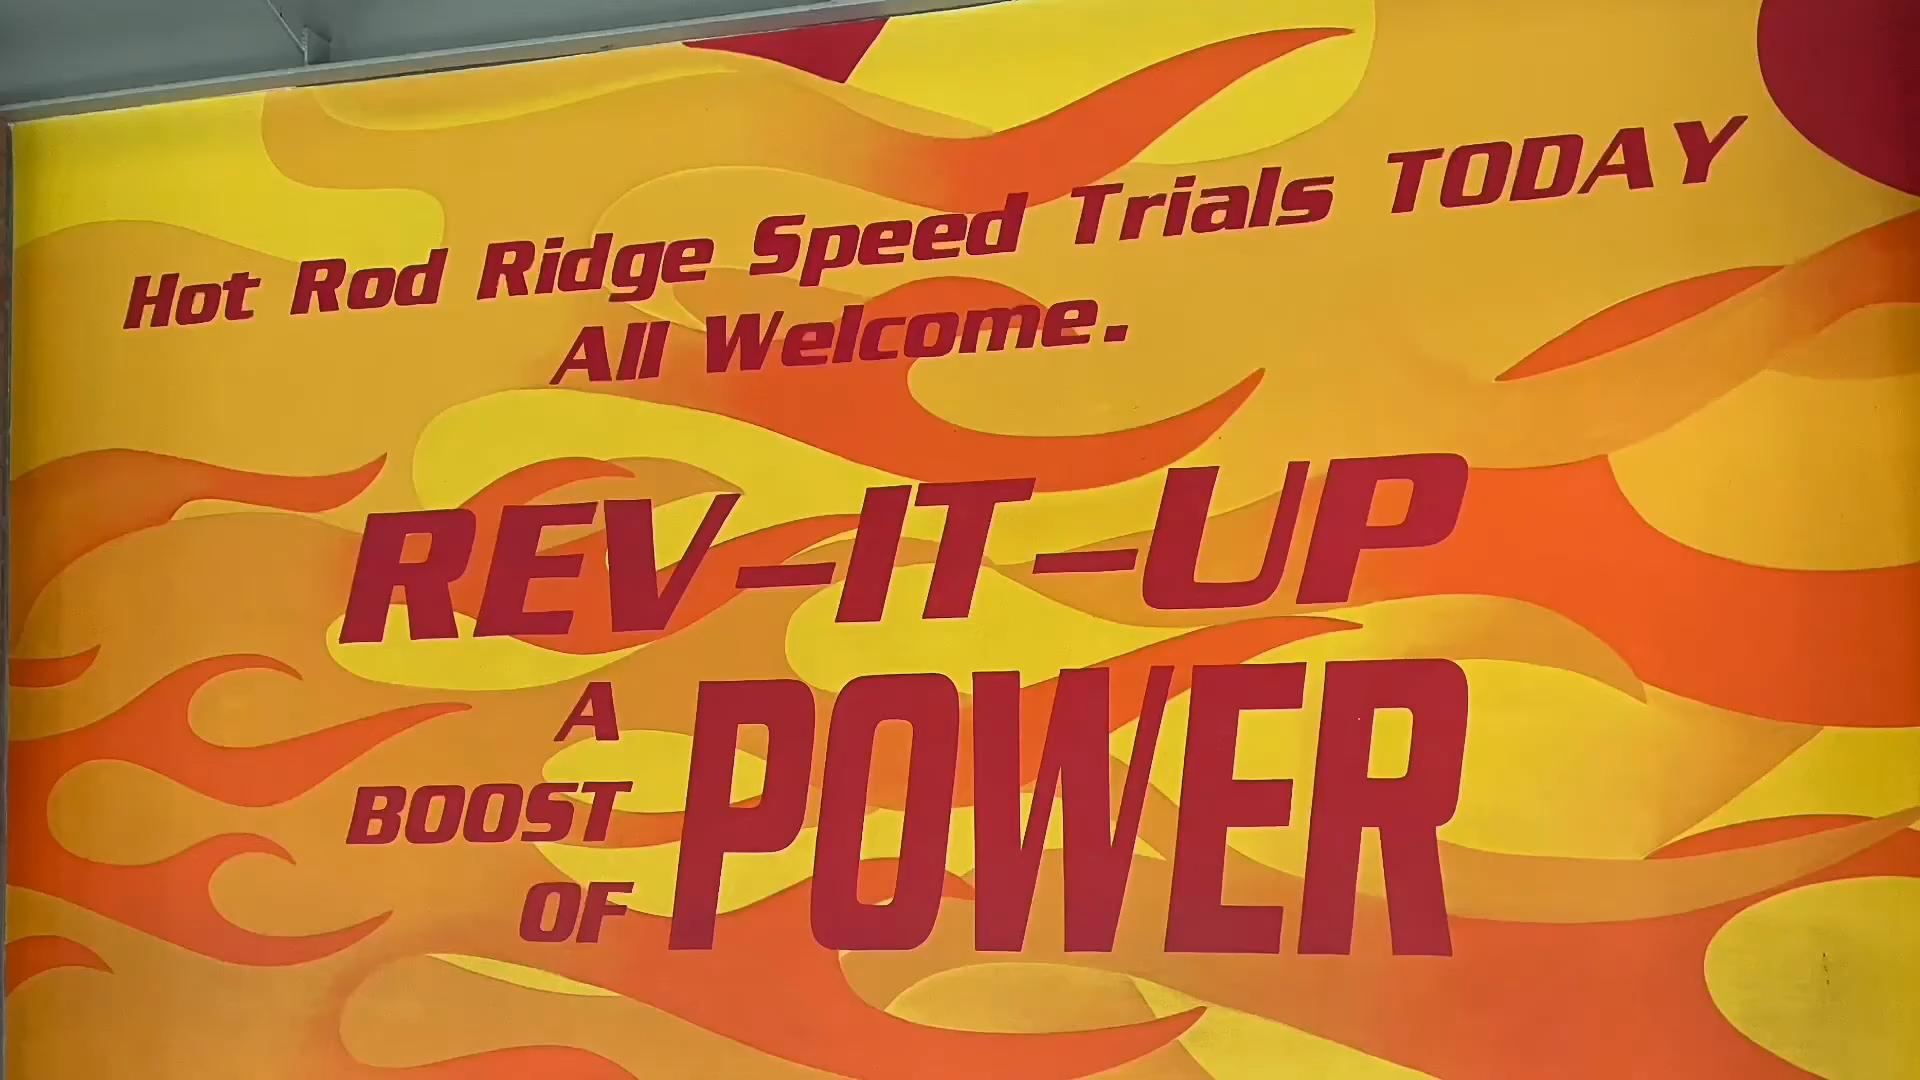 Hot Rod Ridge Speed Trials TODAY
All Welcome.
REV-IT-UP
A
BOOST
OF
POWER